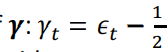 f γ: γₜ = ϵₜ − 1/2